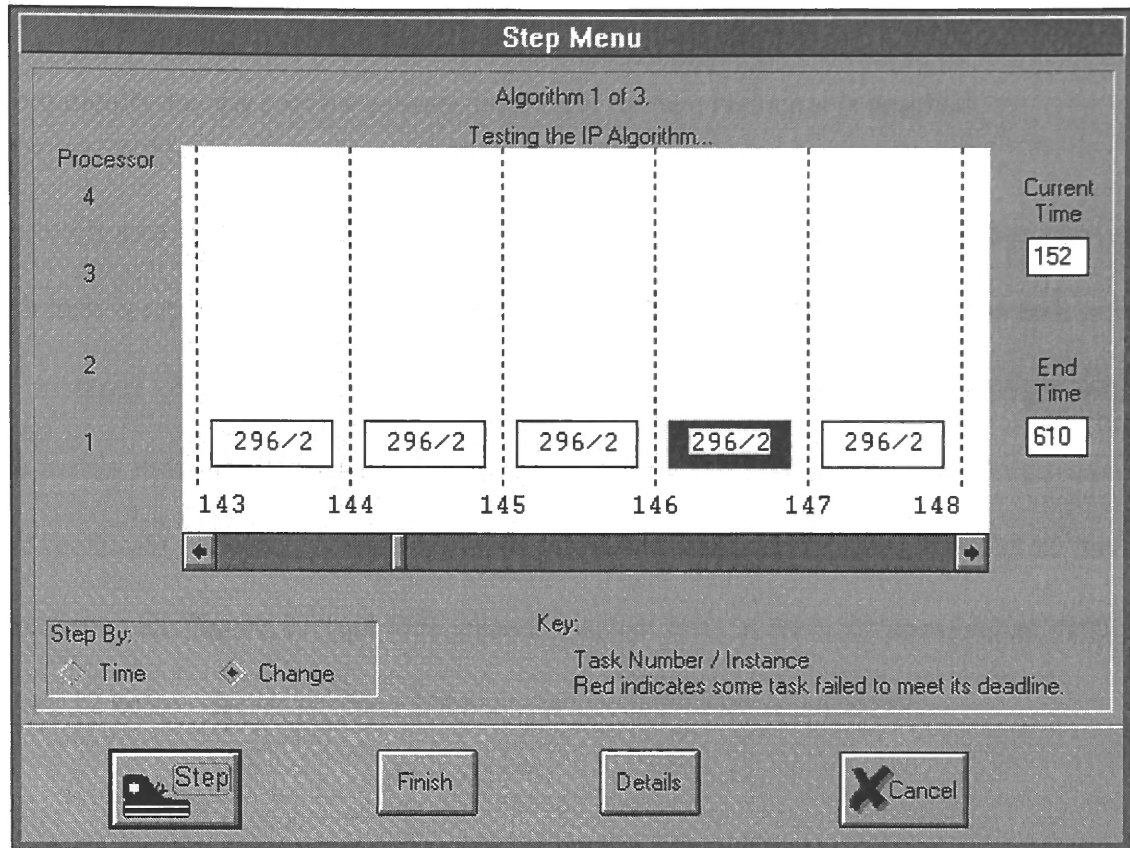 Step Menu
Algorithm 1 of 3.
Testing the IP Algorithm...
Processor
4
3
2
1
296/2 296/2 296/2 296/2 296/2
143 144 145 146 147 148
Current
Time
152
End
Time
610
Step By:
Time Change
Key:
Task Number / Instance
Red indicates some task failed to meet its deadline.
Step Finish Details Cancel